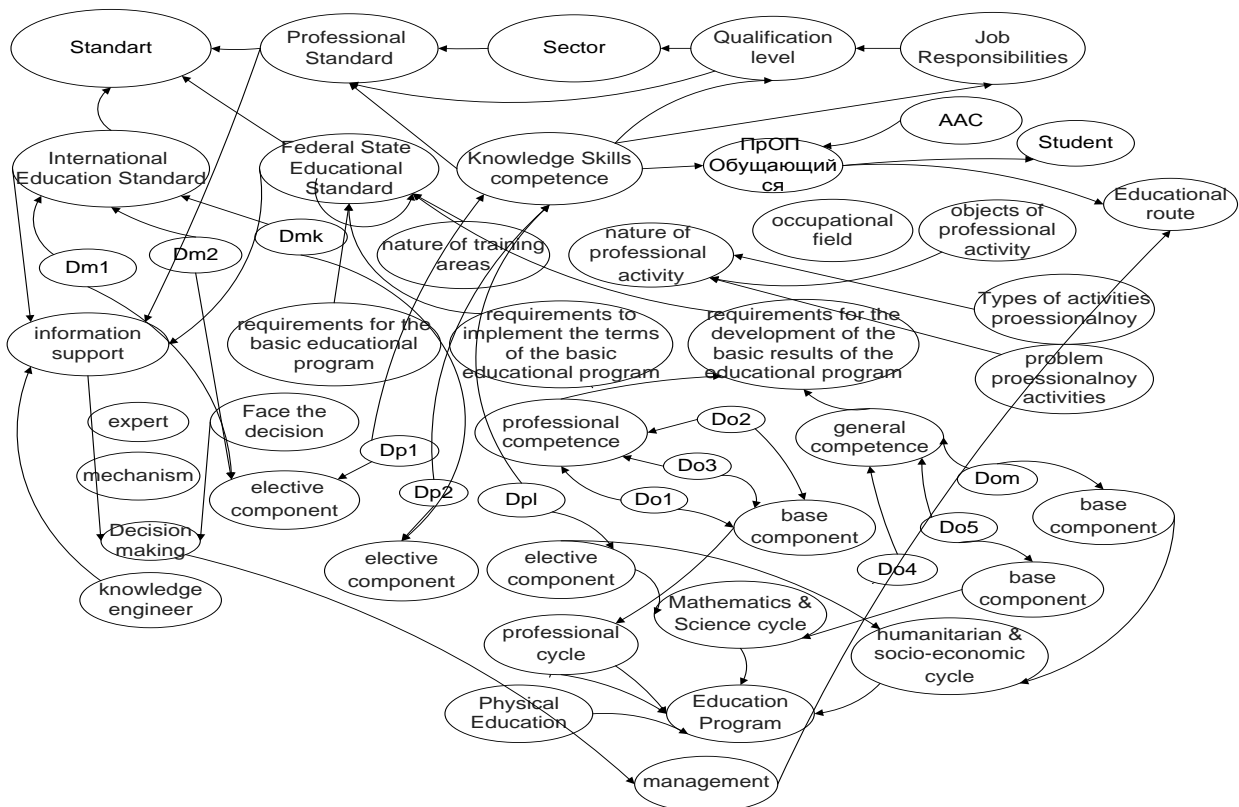 Standart
Professional
Standard
Sector
Qualification
level
Job
Responsibilities
International
Education Standard
Federal State
Educational
Standard
Knowledge Skills
competence
ПрОП
Обущающий
ся
AAC
Student
Educational
route
Dm1
Dm2
Dmk
nature of training
areas
nature of
professional
activity
occupational
field
objects of
professional
activity
Types of activities
proessionalnoy
information
support
requirements for the
basic educational
program
requirements to
implement the terms
of the basic
educational program
requirements for the
development of the
basic results of the
educational program
problem
proessionalnoy
activities
expert
Face the
decision
mechanism
Decision
making
knowledge
engineer
elective
component
Dp1
Dp2
Dpl
professional
competence
Do2
Do3
Do1
general
competence
Dom
Do5
Do4
base
component
base
component
base
component
elective
component
elective
component
Mathematics &
Science cycle
professional
cycle
humanitarian &
socio-economic
cycle
Physical
Education
Education
Program
management